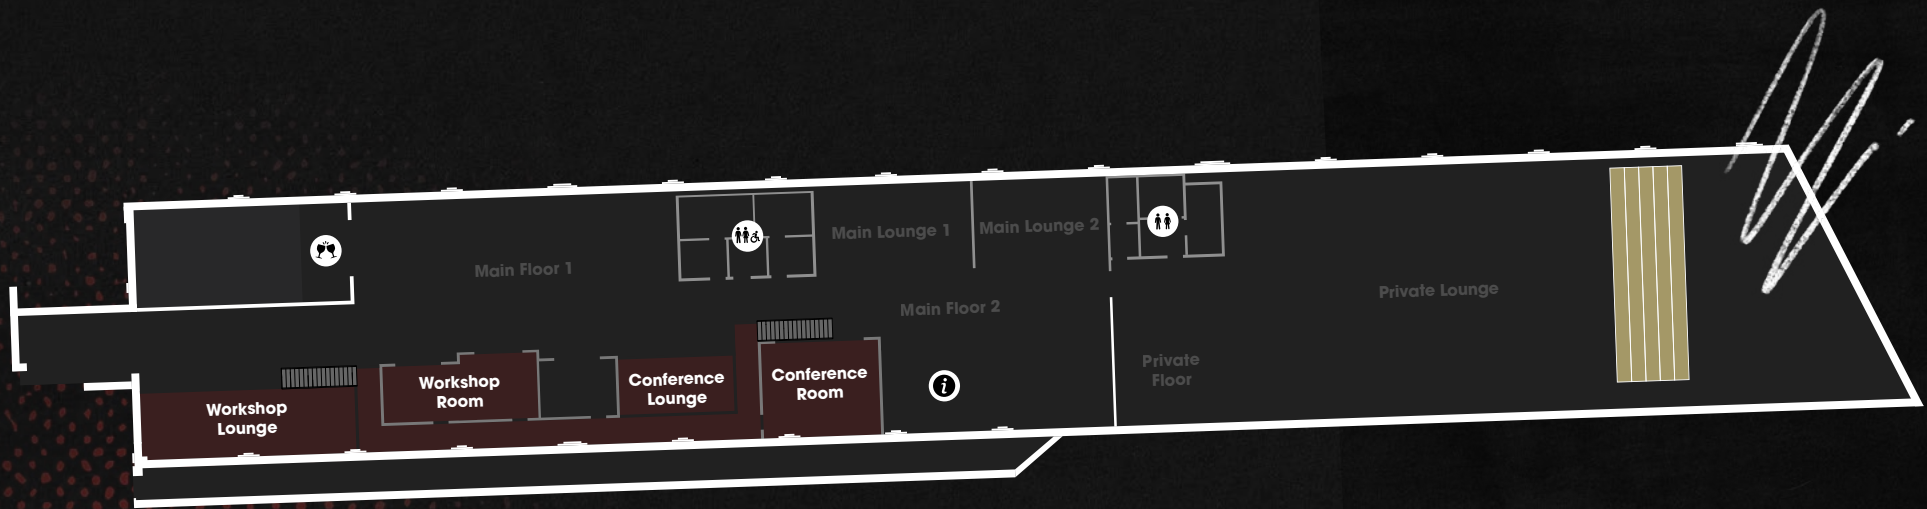 Main Floor 1
Main Lounge 1
Main Lounge 2
Main Floor 2
Private Lounge
Private
Floor
Workshop
Lounge
Workshop
Room
Conference
Lounge
Conference
Room
i